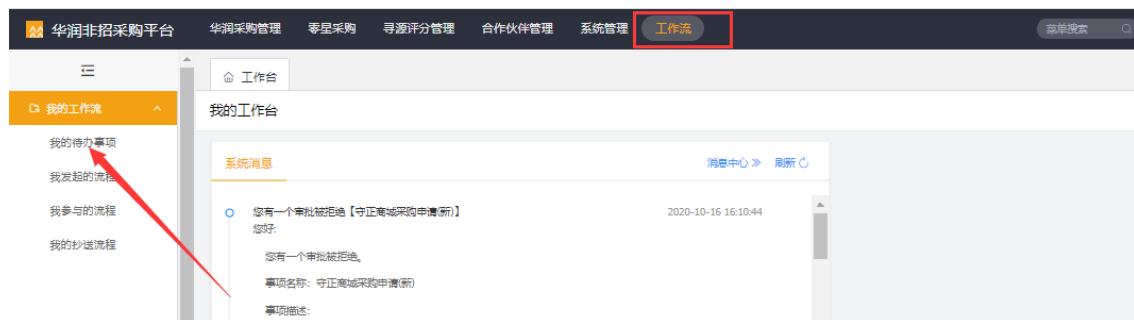 华润非招采购平台 华润采购管理 零星采购 寻源评分管理 合作伙伴管理 系统管理 工作流 菜单搜索
工作台
我的工作流
我的工作台
我的待办事项
系统消息 消息中心 刷新
我发起的流程
我参与的流程
您有一个审批被拒绝【守正商城采购申请(新)】 2020-10-16 16:10:44
您好:
我的抄送流程
您有一个审批被拒绝。
事项名称: 守正商城采购申请(新)
事项描述: